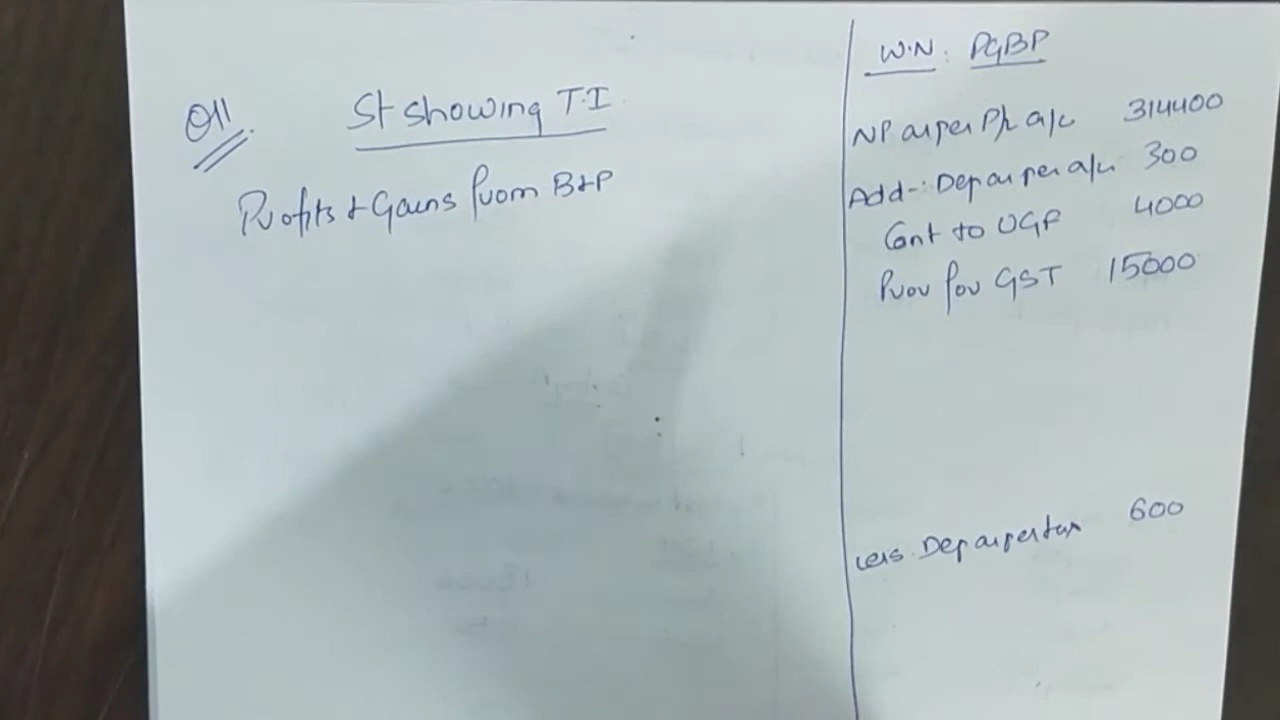 Q11.
St showing T.I
Profits & Gains from B&P
W.N: PGBP
NP as per P/L a/c 314400
Add-: Dep as per a/c 300
Cont to UGP 4000
Prov for GST 15000
Less. Dep as per tax 600